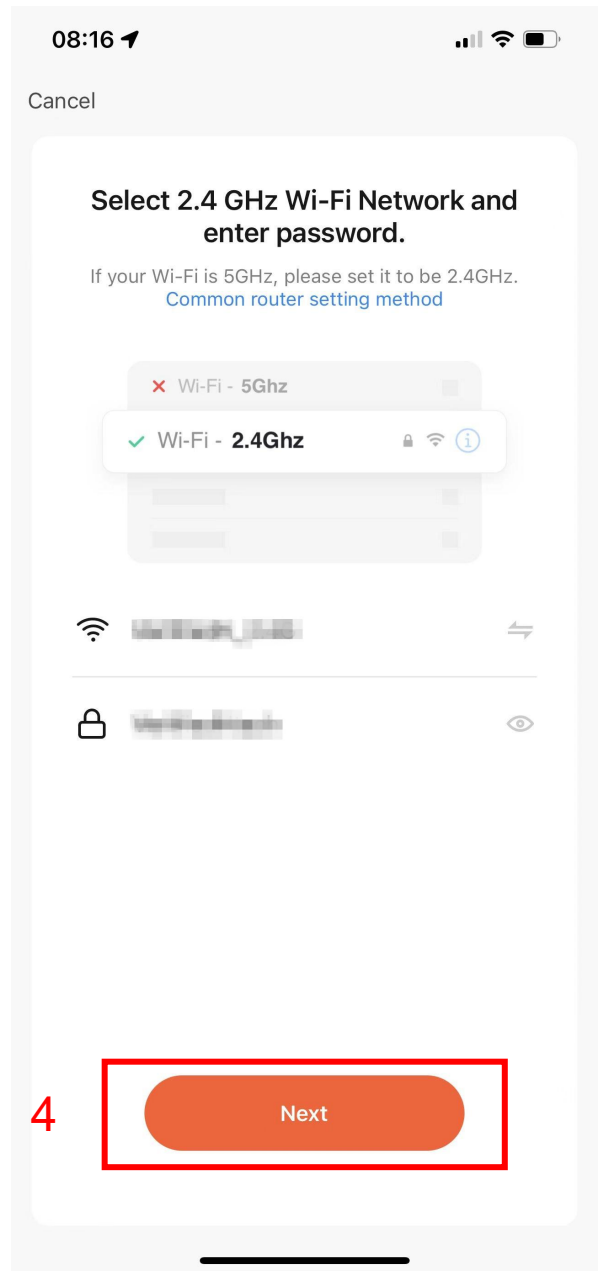 08:16
Cancel
Select 2.4 GHz Wi-Fi Network and
enter password.
If your Wi-Fi is 5GHz, please set it to be 2.4GHz.
Common router setting method
Wi-Fi - 5Ghz
Wi-Fi - 2.4Ghz
4
Next